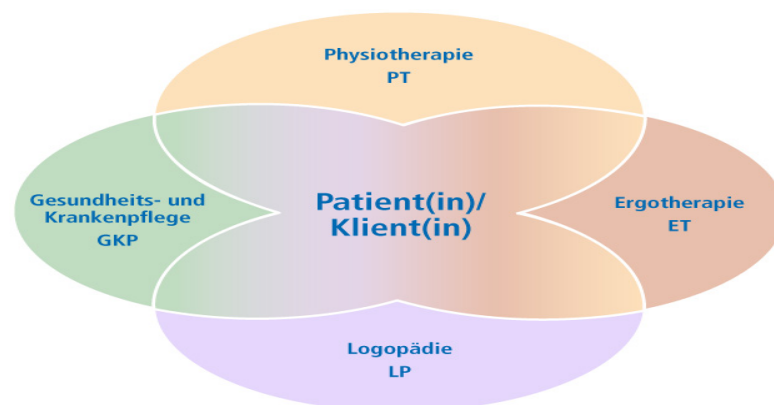 Physiotherapie
PT
Gesundheits- und
Krankenpflege
GKP
Patient(in)/
Klient(in)
Ergotherapie
ET
Logopädie
LP